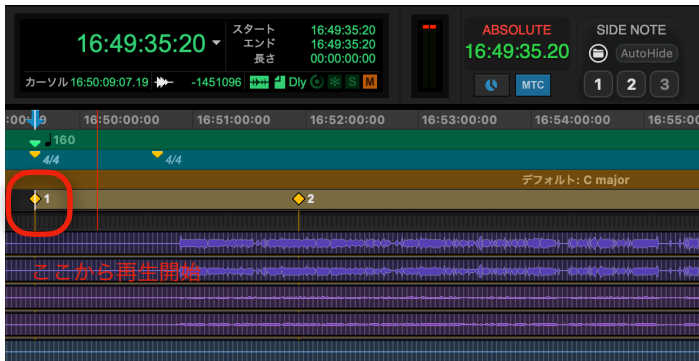 スタート 16:49:35:20
16:49:35:20 エンド 16:49:35:20
長さ 00:00:00:00
カーソル 16:50:09:07.19 -1451096 Dly S M
ABSOLUTE
16:49:35.20
MTC
SIDE NOTE
AutoHide
1 2 3
16:50:00:00 16:51:00:00 16:52:00:00 16:53:00:00 16:54:00:00 16:55:00
160
4/4 4/4
デフォルト: C major
1 2
ここから再生開始